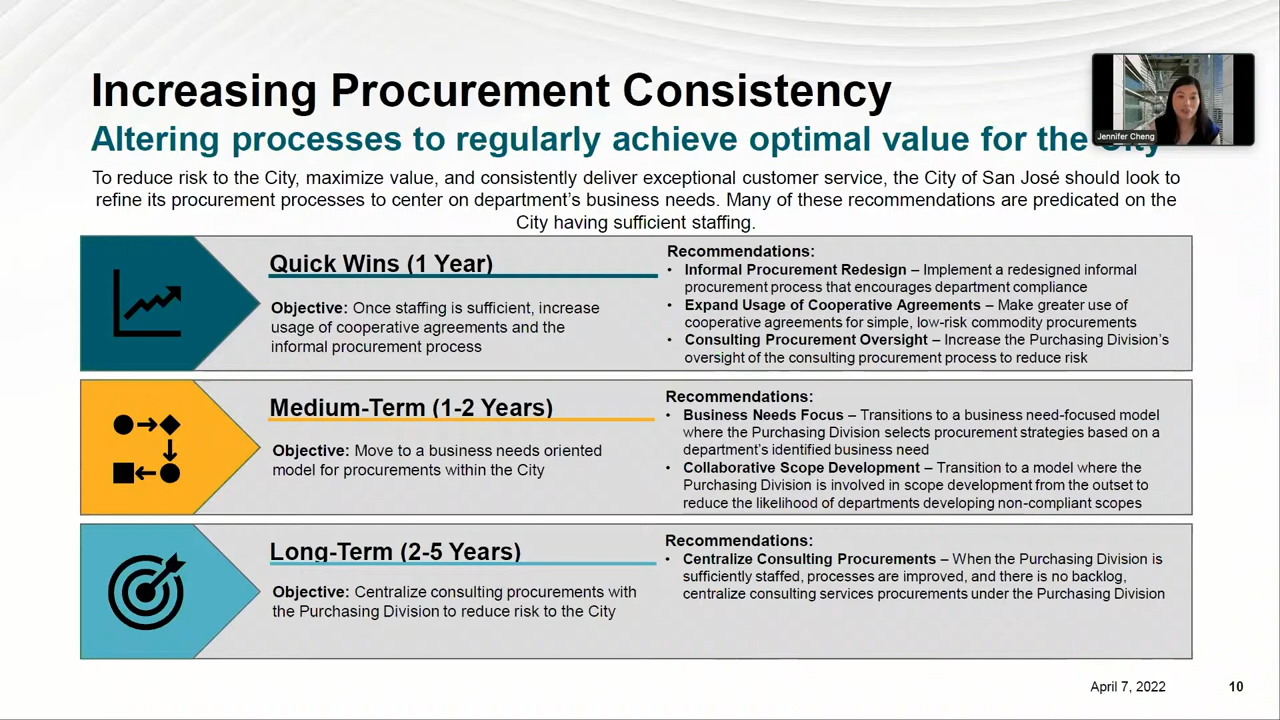 Increasing Procurement Consistency
Altering processes to regularly achieve optimal value for the City
Jennifer Cheng
To reduce risk to the City, maximize value, and consistently deliver exceptional customer service, the City of San José should look to
refine its procurement processes to center on department's business needs. Many of these recommendations are predicated on the
City having sufficient staffing.
Quick Wins (1 Year)
Objective: Once staffing is sufficient, increase
usage of cooperative agreements and the
informal procurement process
Recommendations:
• Informal Procurement Redesign – Implement a redesigned informal
procurement process that encourages department compliance
• Expand Usage of Cooperative Agreements – Make greater use of
cooperative agreements for simple, low-risk commodity procurements
• Consulting Procurement Oversight – Increase the Purchasing Division's
oversight of the consulting procurement process to reduce risk
Medium-Term (1-2 Years)
Objective: Move to a business needs oriented
model for procurements within the City
Recommendations:
• Business Needs Focus – Transitions to a business need-focused model
where the Purchasing Division selects procurement strategies based on a
department's identified business need
• Collaborative Scope Development – Transition to a model where the
Purchasing Division is involved in scope development from the outset to
reduce the likelihood of departments developing non-compliant scopes
Long-Term (2-5 Years)
Objective: Centralize consulting procurements with
the Purchasing Division to reduce risk to the City
Recommendations:
• Centralize Consulting Procurements – When the Purchasing Division is
sufficiently staffed, processes are improved, and there is no backlog,
centralize consulting services procurements under the Purchasing Division
April 7, 2022
10